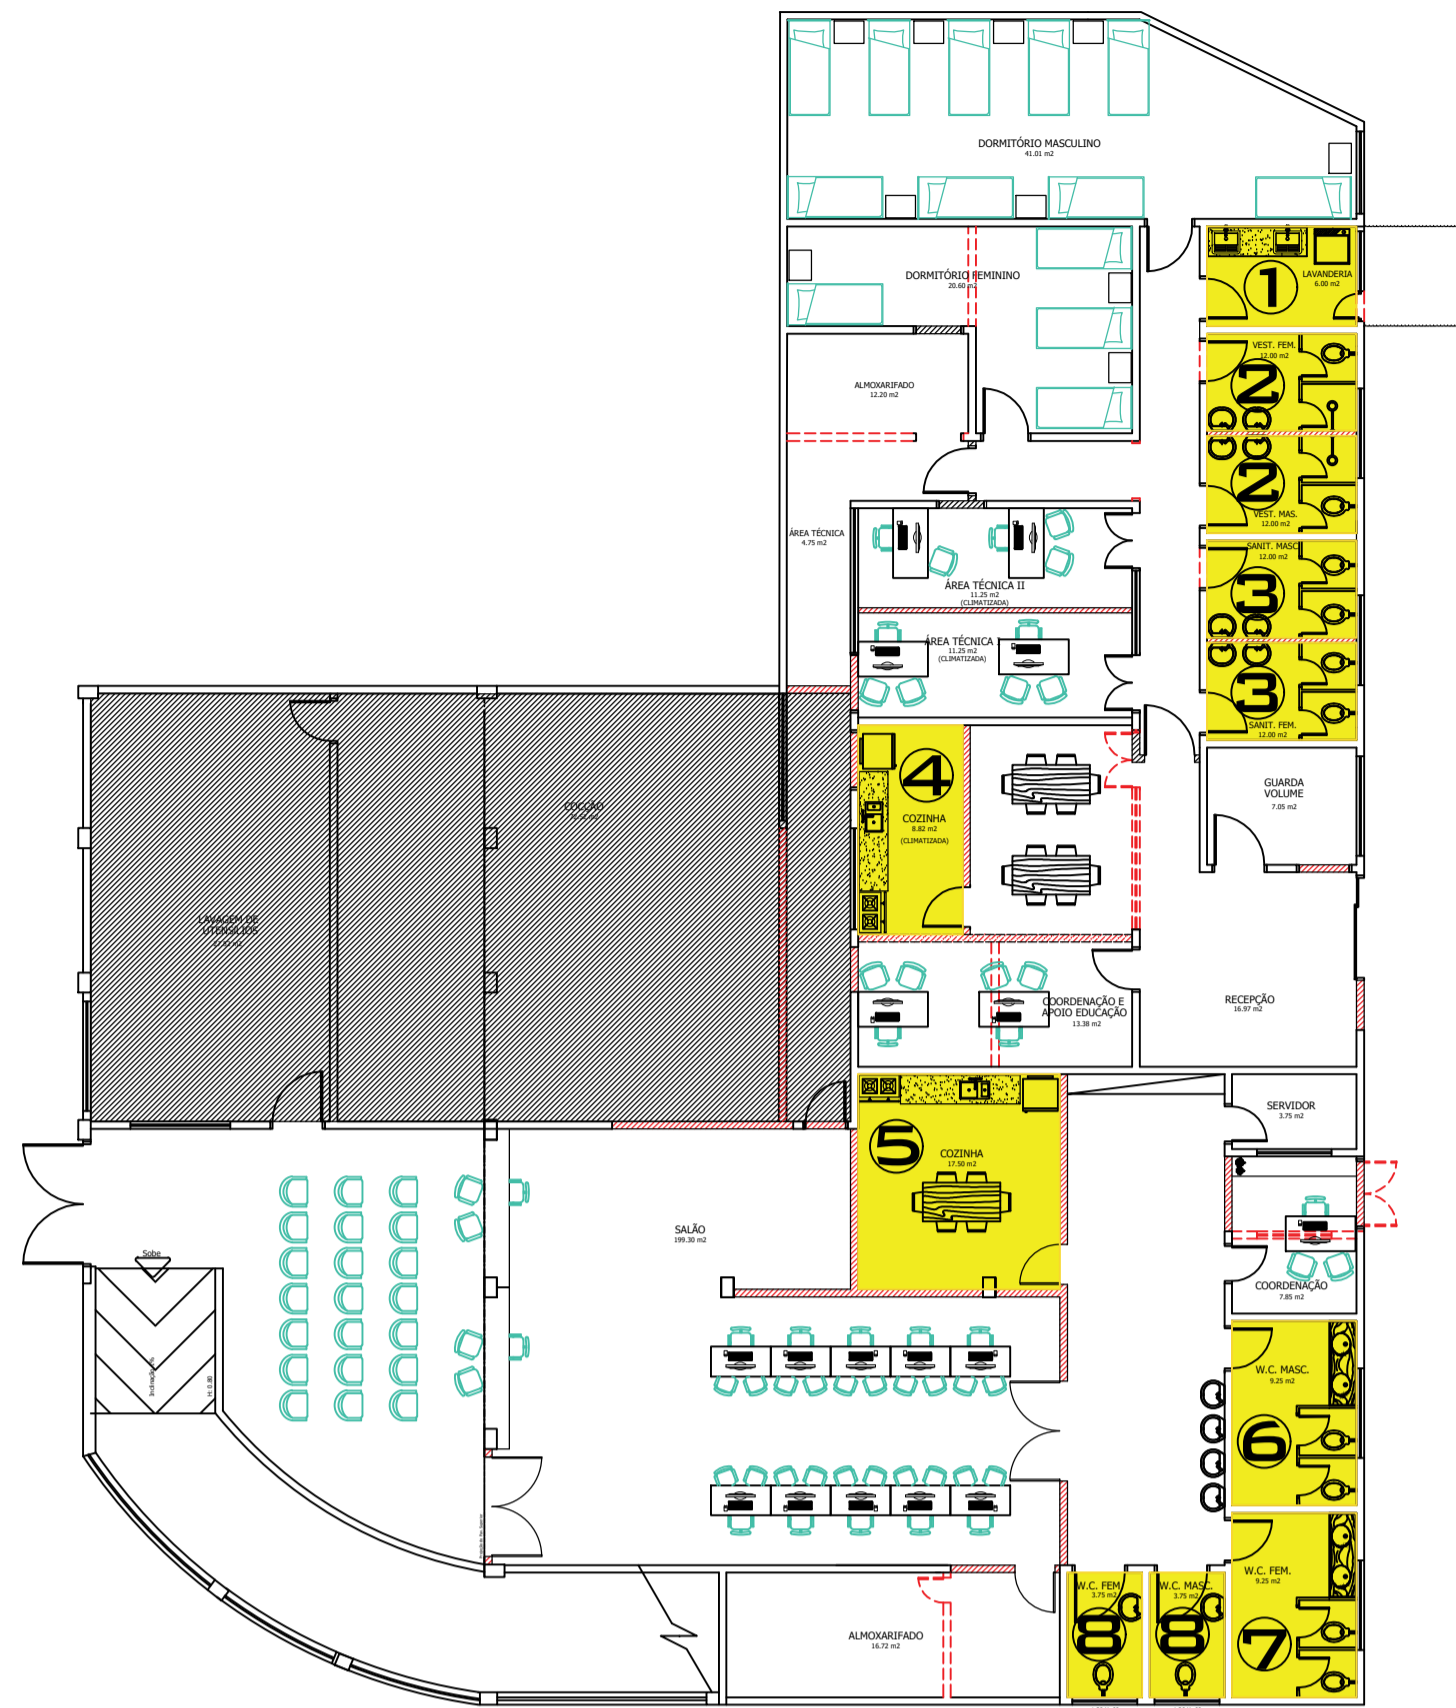 DORMITÓRIO MASCULINO
41.01 m2
DORMITÓRIO FEMININO
20.60 m2
1
LAVANDERIA
6.00 m2
VEST. FEM.
12.00 m2
2
ALMOXARIFADO
12.20 m2
2
VEST. MAS.
12.00 m2
ÁREA TÉCNICA
4.75 m2
SANIT. MASC.
12.00 m2
3
ÁREA TÉCNICA II
11.25 m2
(CLIMATIZADA)
ÁREA TÉCNICA I
11.25 m2
(CLIMATIZADA)
3
SANIT. FEM.
12.00 m2
4
COZINHA
8.82 m2
(CLIMATIZADA)
GUARDA
VOLUME
7.05 m2
COCÇÃO
LAVAGEM DE
UTENSÍLIOS
COORDENAÇÃO E
APOIO EDUCAÇÃO
13.38 m2
RECEPÇÃO
16.97 m2
SERVIDOR
3.75 m2
5
COZINHA
17.50 m2
SALÃO
199.30 m2
Sobe
COORDENAÇÃO
7.85 m2
H: 0.80
W.C. MASC.
9.25 m2
6
W.C. FEM.
9.25 m2
7
W.C. FEM.
3.75 m2
8
W.C. MASC.
3.75 m2
8
ALMOXARIFADO
16.72 m2